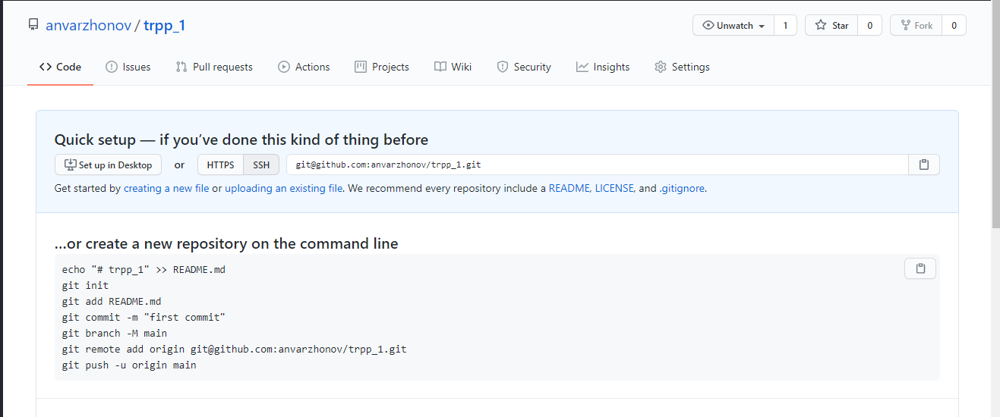 anvarzhonov / trpp_1
Unwatch 1 Star 0 Fork 0
Code Issues Pull requests Actions Projects Wiki Security Insights Settings
Quick setup — if you've done this kind of thing before
Set up in Desktop or HTTPS SSH git@github.com:anvarzhonov/trpp_1.git
Get started by creating a new file or uploading an existing file. We recommend every repository include a README, LICENSE, and .gitignore.
...or create a new repository on the command line
echo "# trpp_1" >> README.md
git init
git add README.md
git commit -m "first commit"
git branch -M main
git remote add origin git@github.com:anvarzhonov/trpp_1.git
git push -u origin main